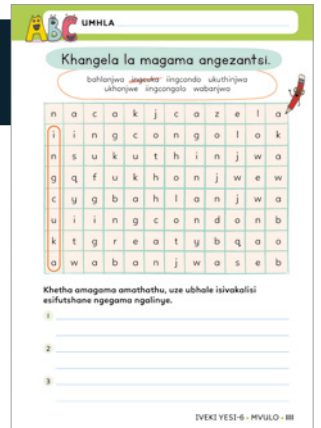 ABC UMHLA
Khangela la magama angezantsi.
bahlanjwa ingcuka iingcondo ukuthinjwa
ukhonjwe iingcongolo wabanjwa
n a c a k j c a z e l a
i i n g c o n g o l o k
n s u k u t h i n j w a
g q f u k h o n j w e w
c y g b a h l a n j w a
u i i n g c o n d o n b
k t g r e a t y b q a o
a w a b a n j w a s e b
Khetha amagama amathathu, uze ubhale isivakalisi
esifutshane ngegama ngalinye.
1
2
3
IVEKI YESI-6 • MVULO •